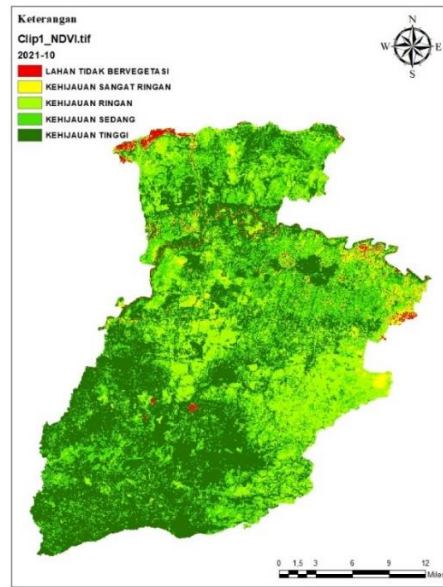 Keterangan
Clip1_NDVI.tif
2021-10
LAHAN TIDAK BERVEGETASI
KEHIJAUAN SANGAT RINGAN
KEHIJAUAN RINGAN
KEHIJAUAN SEDANG
KEHIJAUAN TINGGI
N
W
E
S
0 1.5 3 6 9 12
Miles